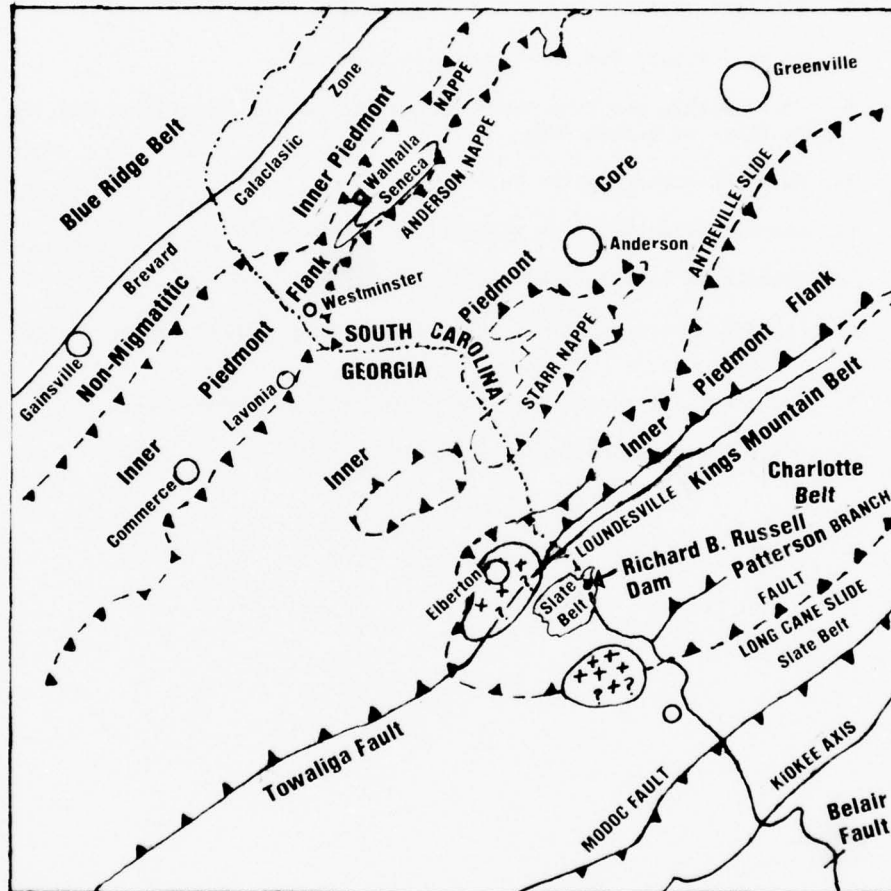 Greenville
Blue Ridge Belt
Calaclastic Zone
Brevard
Inner Piedmont
NAPPE
Walhalla
Seneca
ANDERSON NAPPE
Core
Anderson
ANTREVILLE SLIDE
Non-Migmatitic
Flank
Westminster
Piedmont
SOUTH CAROLINA
GEORGIA
STARR NAPPE
Inner Piedmont Flank
Gainsville
Piedmont
Lavonia
Inner
Commerce
Inner
Kings Mountain Belt
LOUNDESVILLE
Charlotte
Belt
Richard B. Russell
Dam
PATTERSON BRANCH
FAULT
Elberton
Slate
Belt
LONG CANE SLIDE
Slate Belt
? ?
? ?
Towaliga Fault
MODOC FAULT
KIOKEE AXIS
Belair
Fault